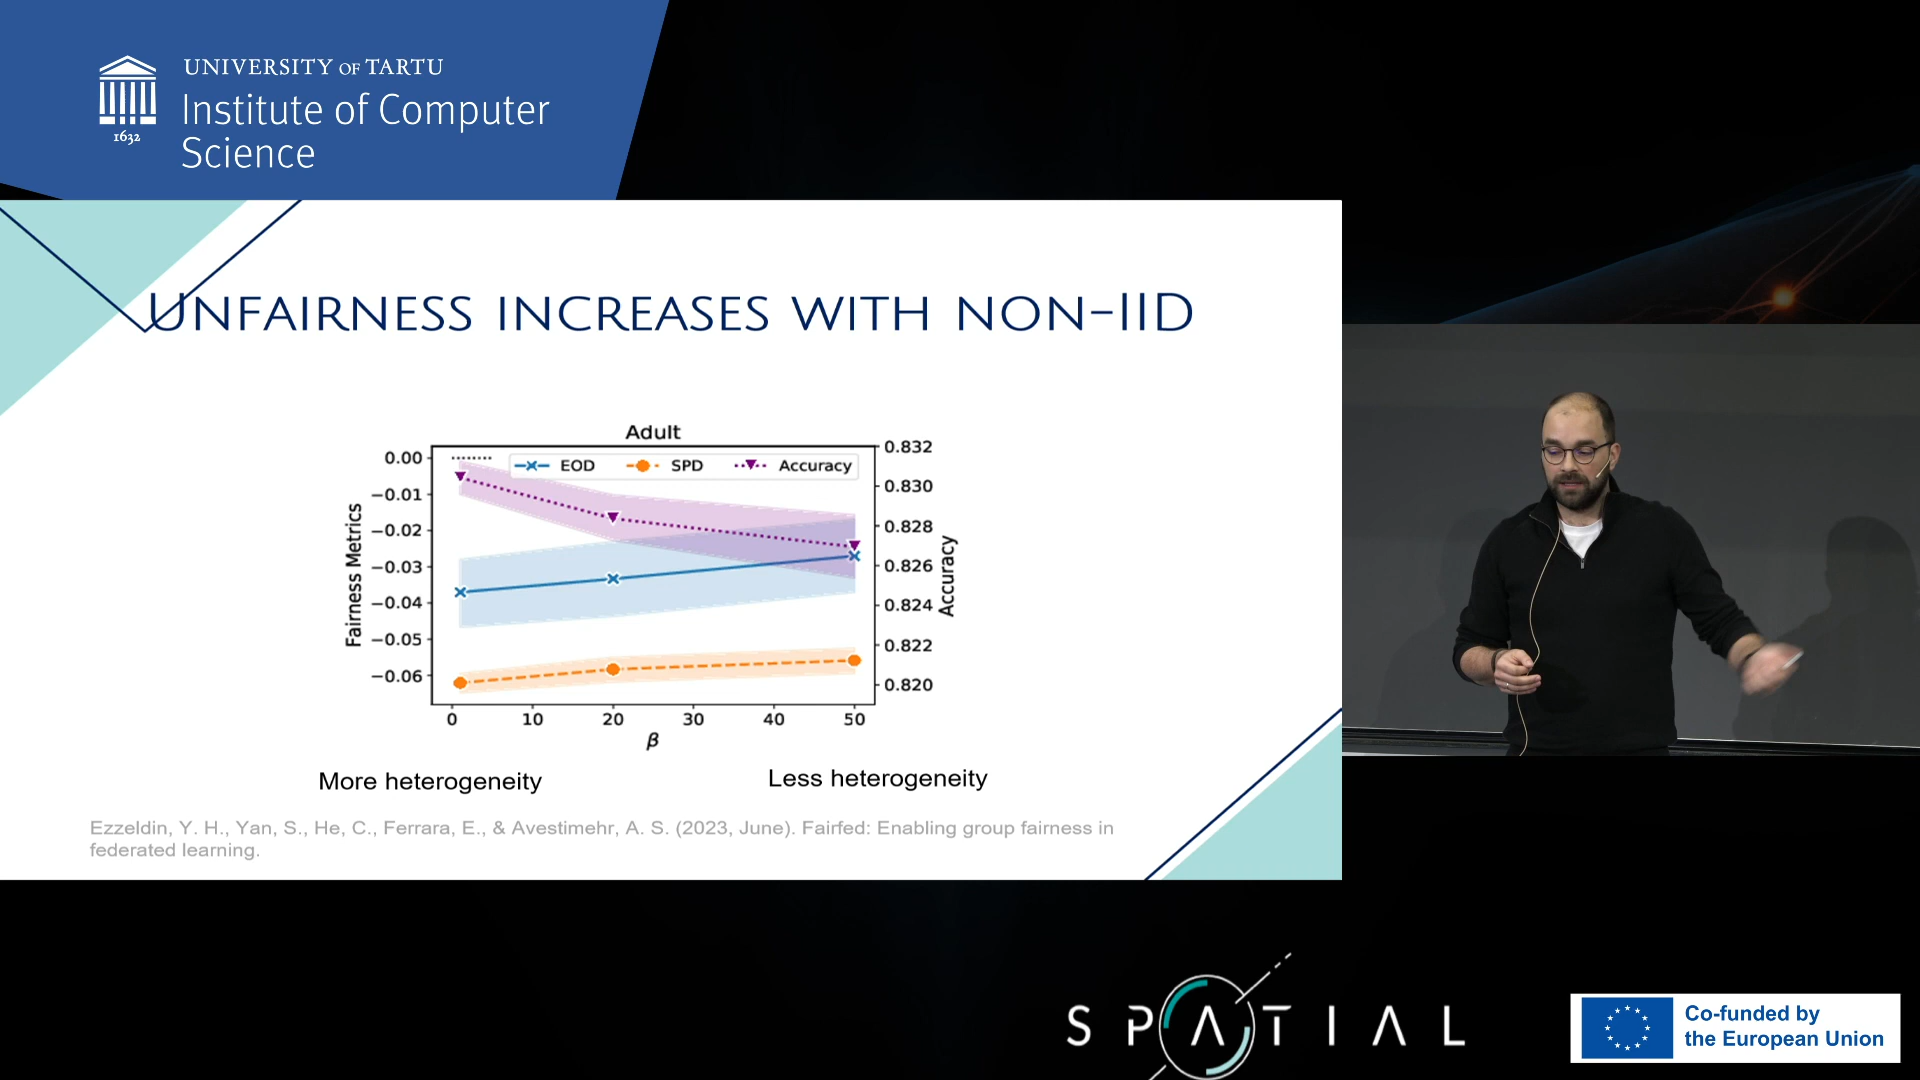 UNIVERSITY OF TARTU
Institute of Computer
Science
1632
UNFAIRNESS INCREASES WITH NON-IID
Adult
EOD SPD Accuracy
Fairness Metrics
0.00
−0.01
−0.02
−0.03
−0.04
−0.05
−0.06
0.832
0.830
0.828
0.826
0.824
0.822
0.820
Accuracy
0 10 20 30 40 50
β
More heterogeneity
Less heterogeneity
Ezzeldin, Y. H., Yan, S., He, C., Ferrara, E., & Avestimehr, A. S. (2023, June). Fairfed: Enabling group fairness in
federated learning.
SPATIAL
Co-funded by
the European Union